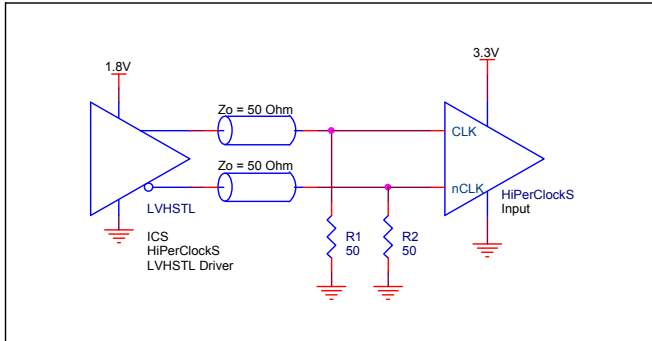 1.8V
3.3V
Zo = 50 Ohm
CLK
Zo = 50 Ohm
nCLK
LVHSTL
HiPerClockS
Input
ICS
HiPerClockS
LVHSTL Driver
R1
50
R2
50